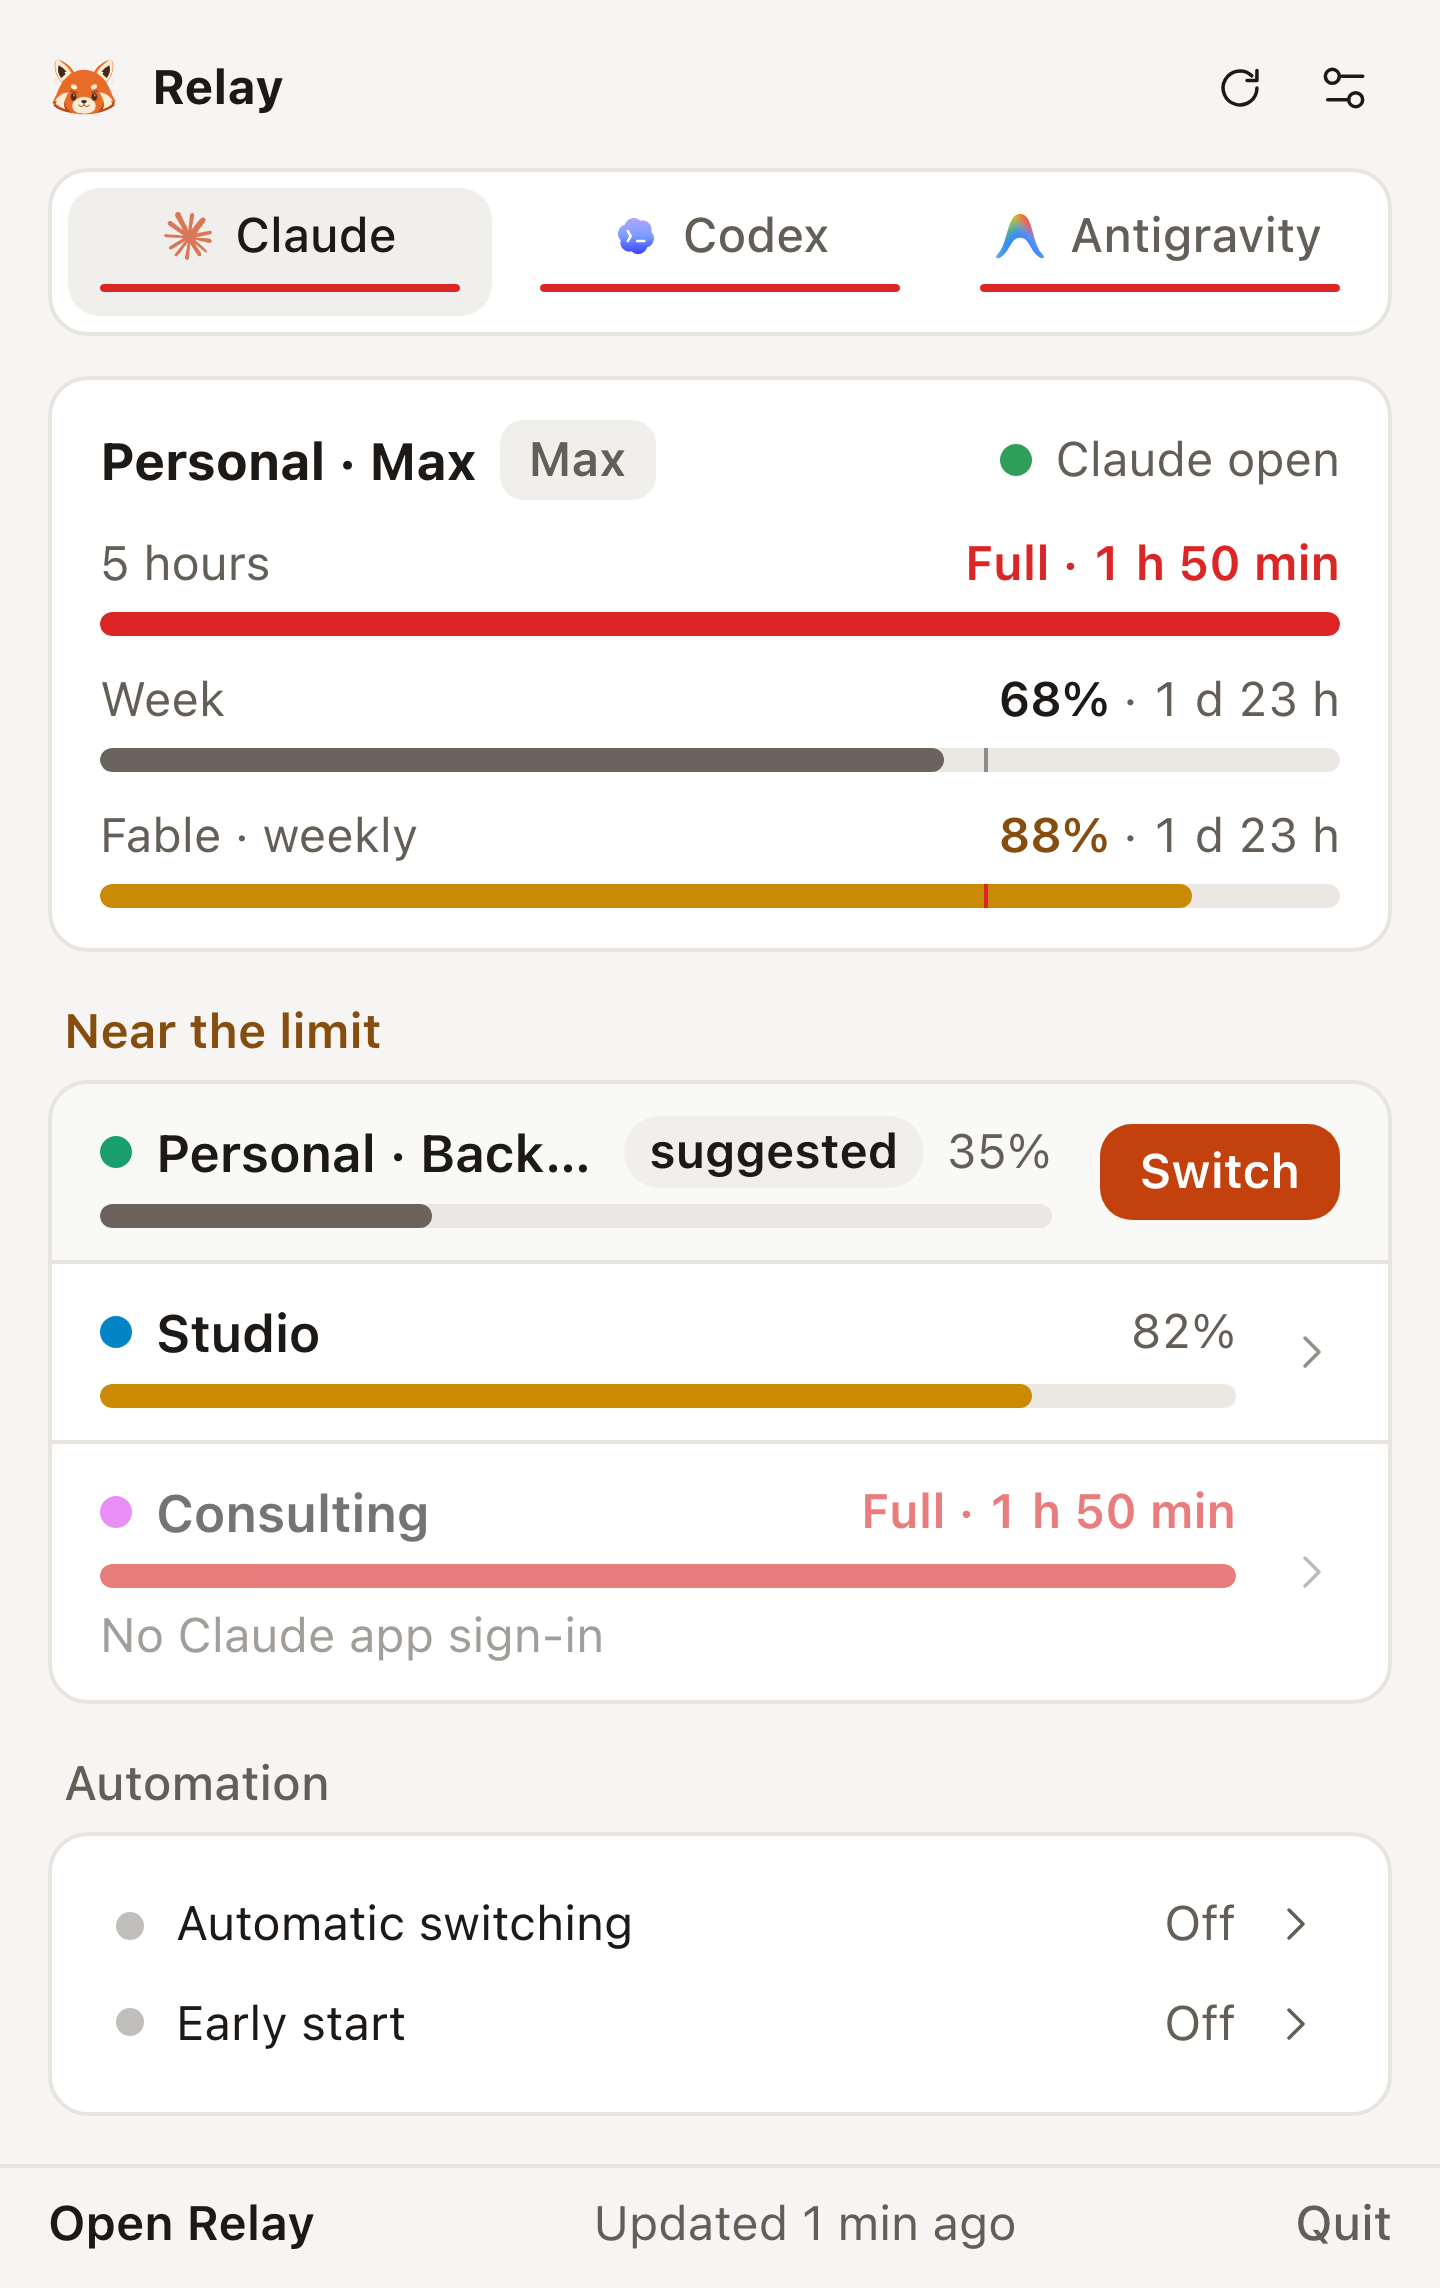 Relay
Claude Codex Antigravity
Personal · Max Max Claude open
5 hours Full · 1 h 50 min
Week 68% · 1 d 23 h
Fable · weekly 88% · 1 d 23 h
Near the limit
Personal · Back... suggested 35% Switch
Studio 82%
Consulting Full · 1 h 50 min
No Claude app sign-in
Automation
Automatic switching Off
Early start Off
Open Relay Updated 1 min ago Quit